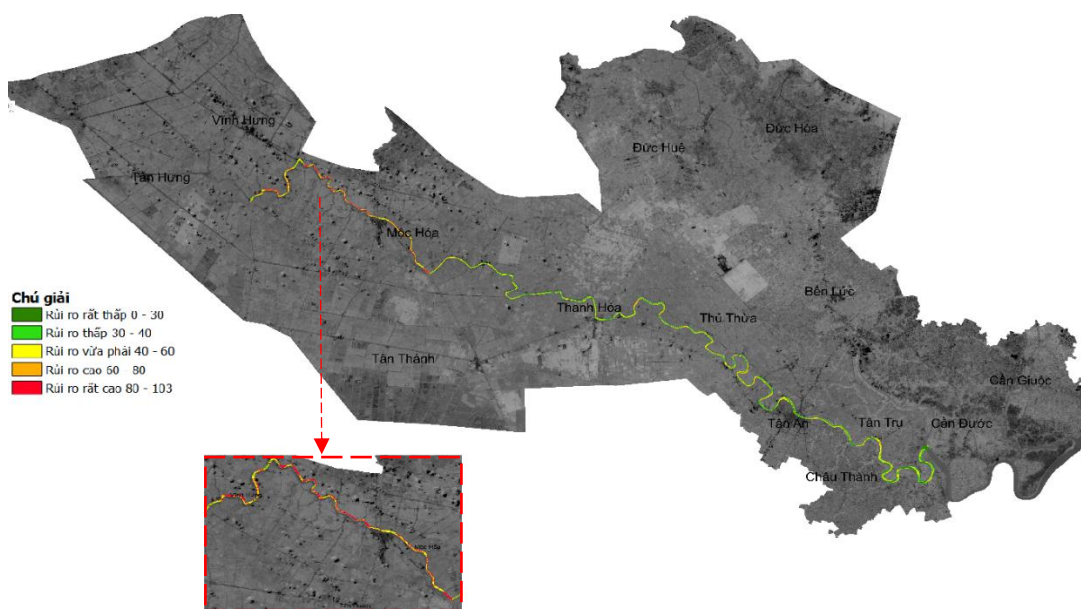 Vĩnh Hưng
Tân Hưng
Đức Hòa
Đức Huệ
Mộc Hóa
Thạnh Hóa
Thủ Thừa
Bến Lức
Tân Thạnh
Cần Giuộc
Tân An
Tân Trụ
Cần Đước
Châu Thành
Chú giải
Rủi ro rất thấp 0 - 30
Rủi ro thấp 30 - 40
Rủi ro vừa phải 40 - 60
Rủi ro cao 60 - 80
Rủi ro rất cao 80 - 103
Mộc Hóa